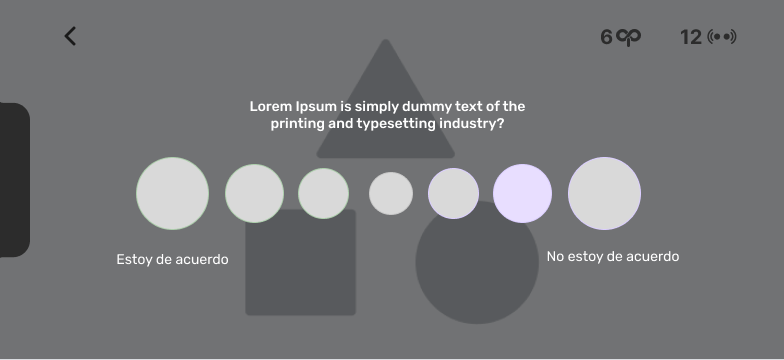 6
12
Lorem Ipsum is simply dummy text of the
printing and typesetting industry?
Estoy de acuerdo
No estoy de acuerdo